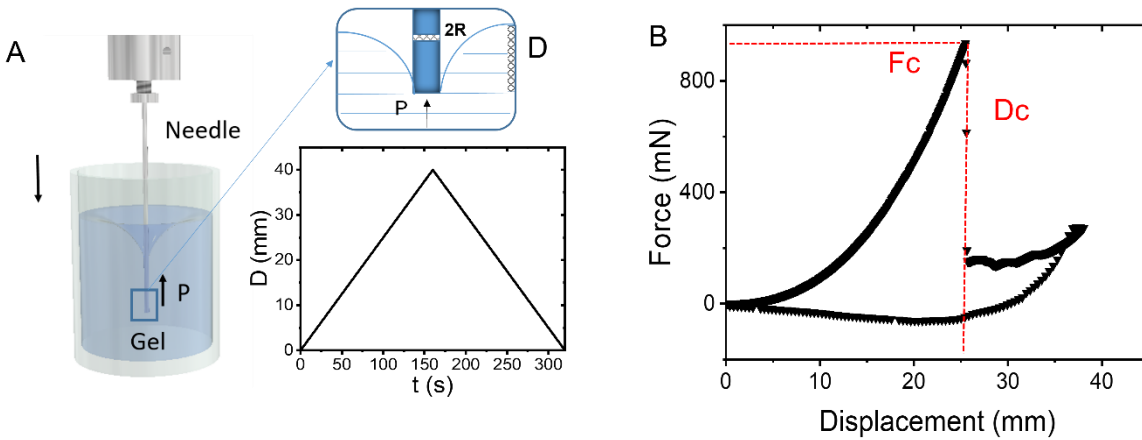 A
Needle
P
Gel
2R
D
P
D (mm)
40
30
20
10
0
0 50 100 150 200 250 300
t (s)
B
Fc
Dc
Force (mN)
800
400
0
0 10 20 30 40
Displacement (mm)